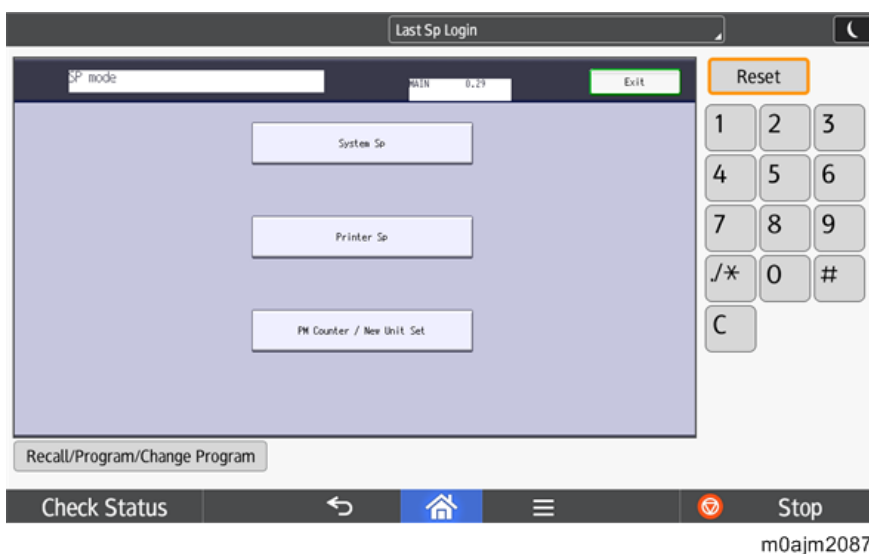 Last Sp Login
SP mode
MAIN 0.29
Exit
Reset
System Sp
Printer Sp
PM Counter / New Unit Set
1 2 3
4 5 6
7 8 9
./* 0 #
C
Recall/Program/Change Program
Check Status
Stop
m0ajm2087